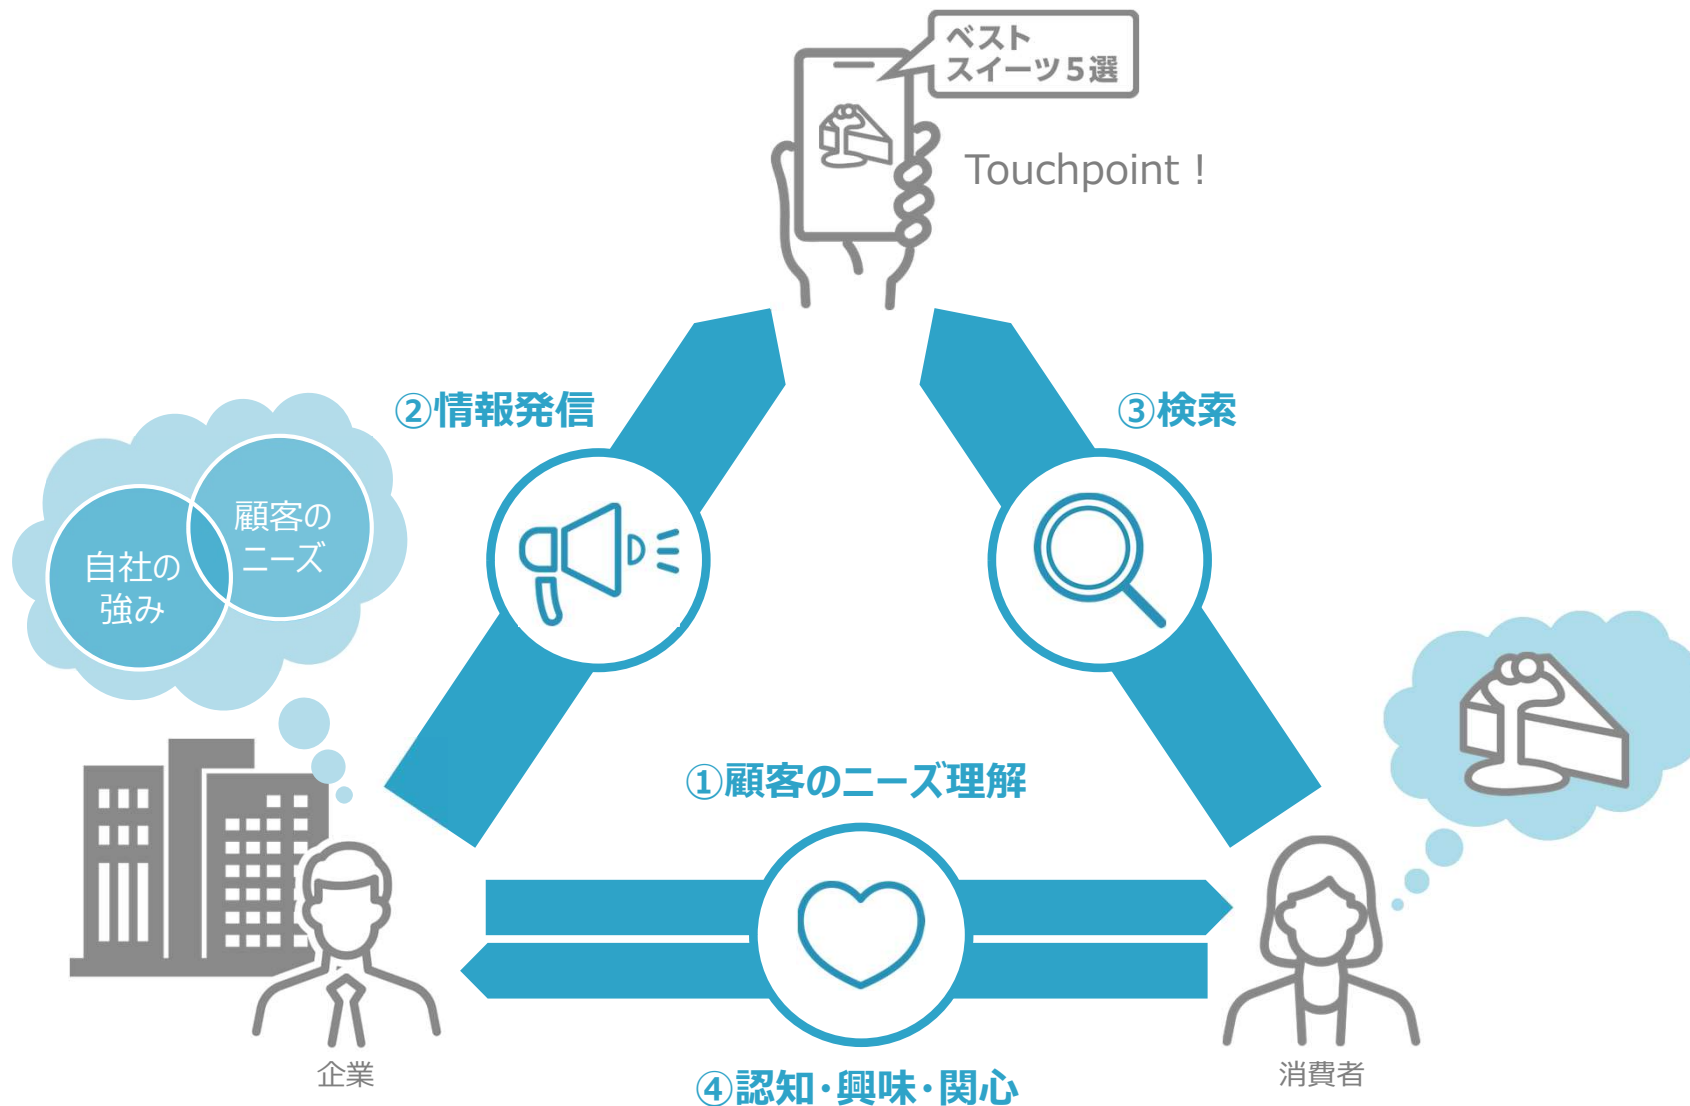 ベスト
スイーツ5選
Touchpoint！
②情報発信
③検索
顧客の
ニーズ
自社の
強み
①顧客のニーズ理解
企業
消費者
④認知・興味・関心